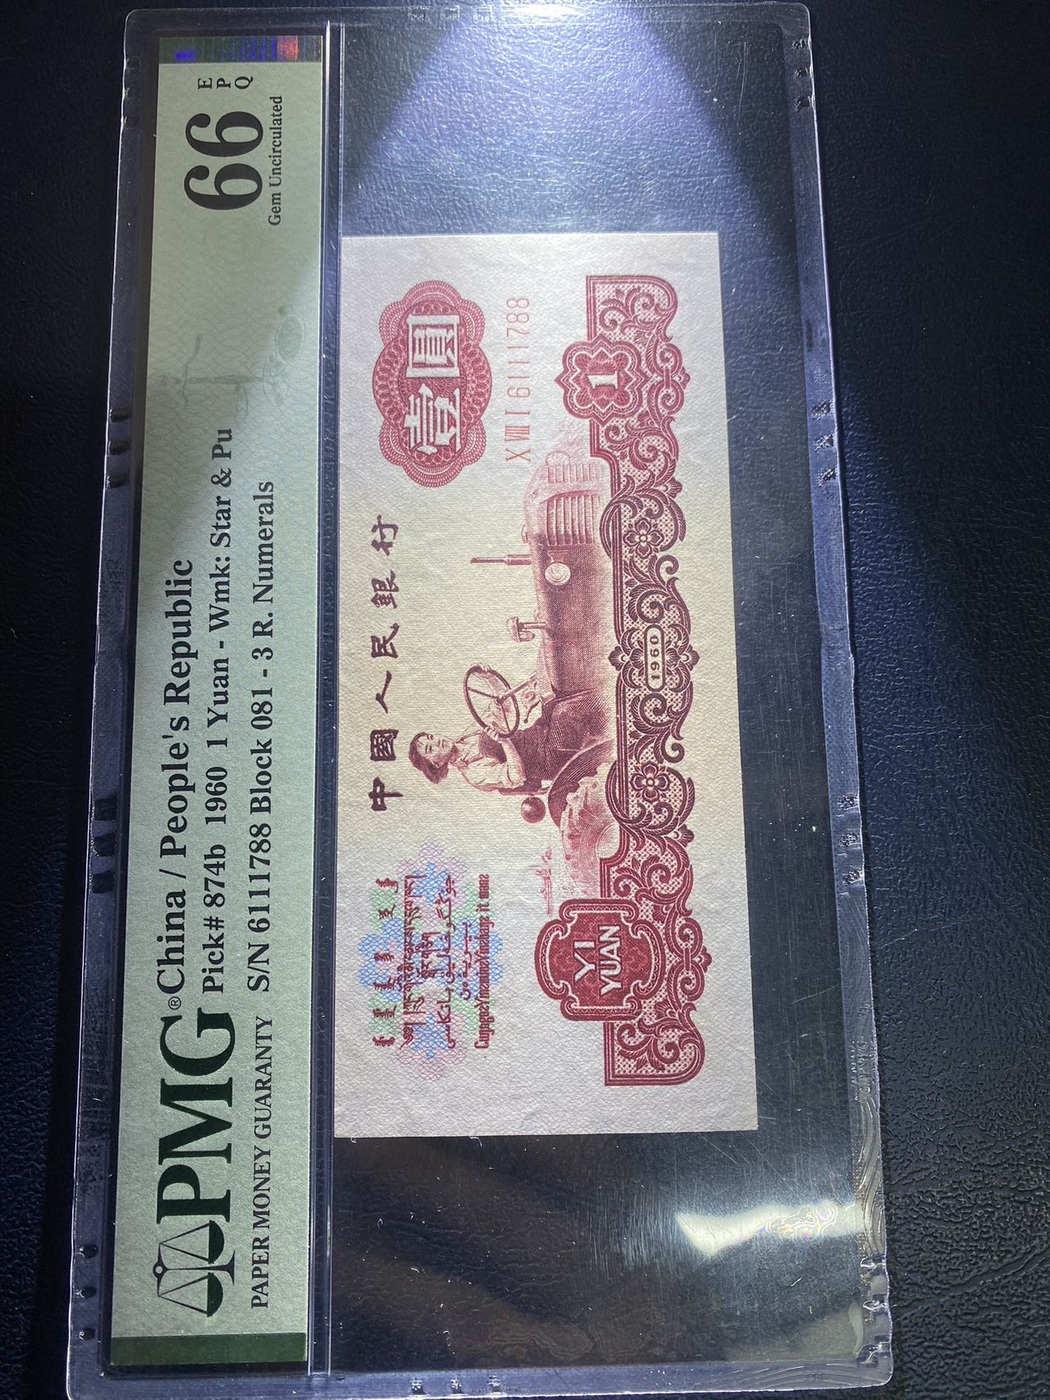 PMG®
PAPER MONEY GUARANTY
China / People's Republic
Pick# 874b 1960 1 Yuan - Wmk: Star & Pu
S/N 6111788 Block 081 - 3 R. Numerals
66
EPQ
Gem Uncirculated
中國人民銀行
壹圓
X Ⅷ I 6111788
YI
YUAN
1960
1